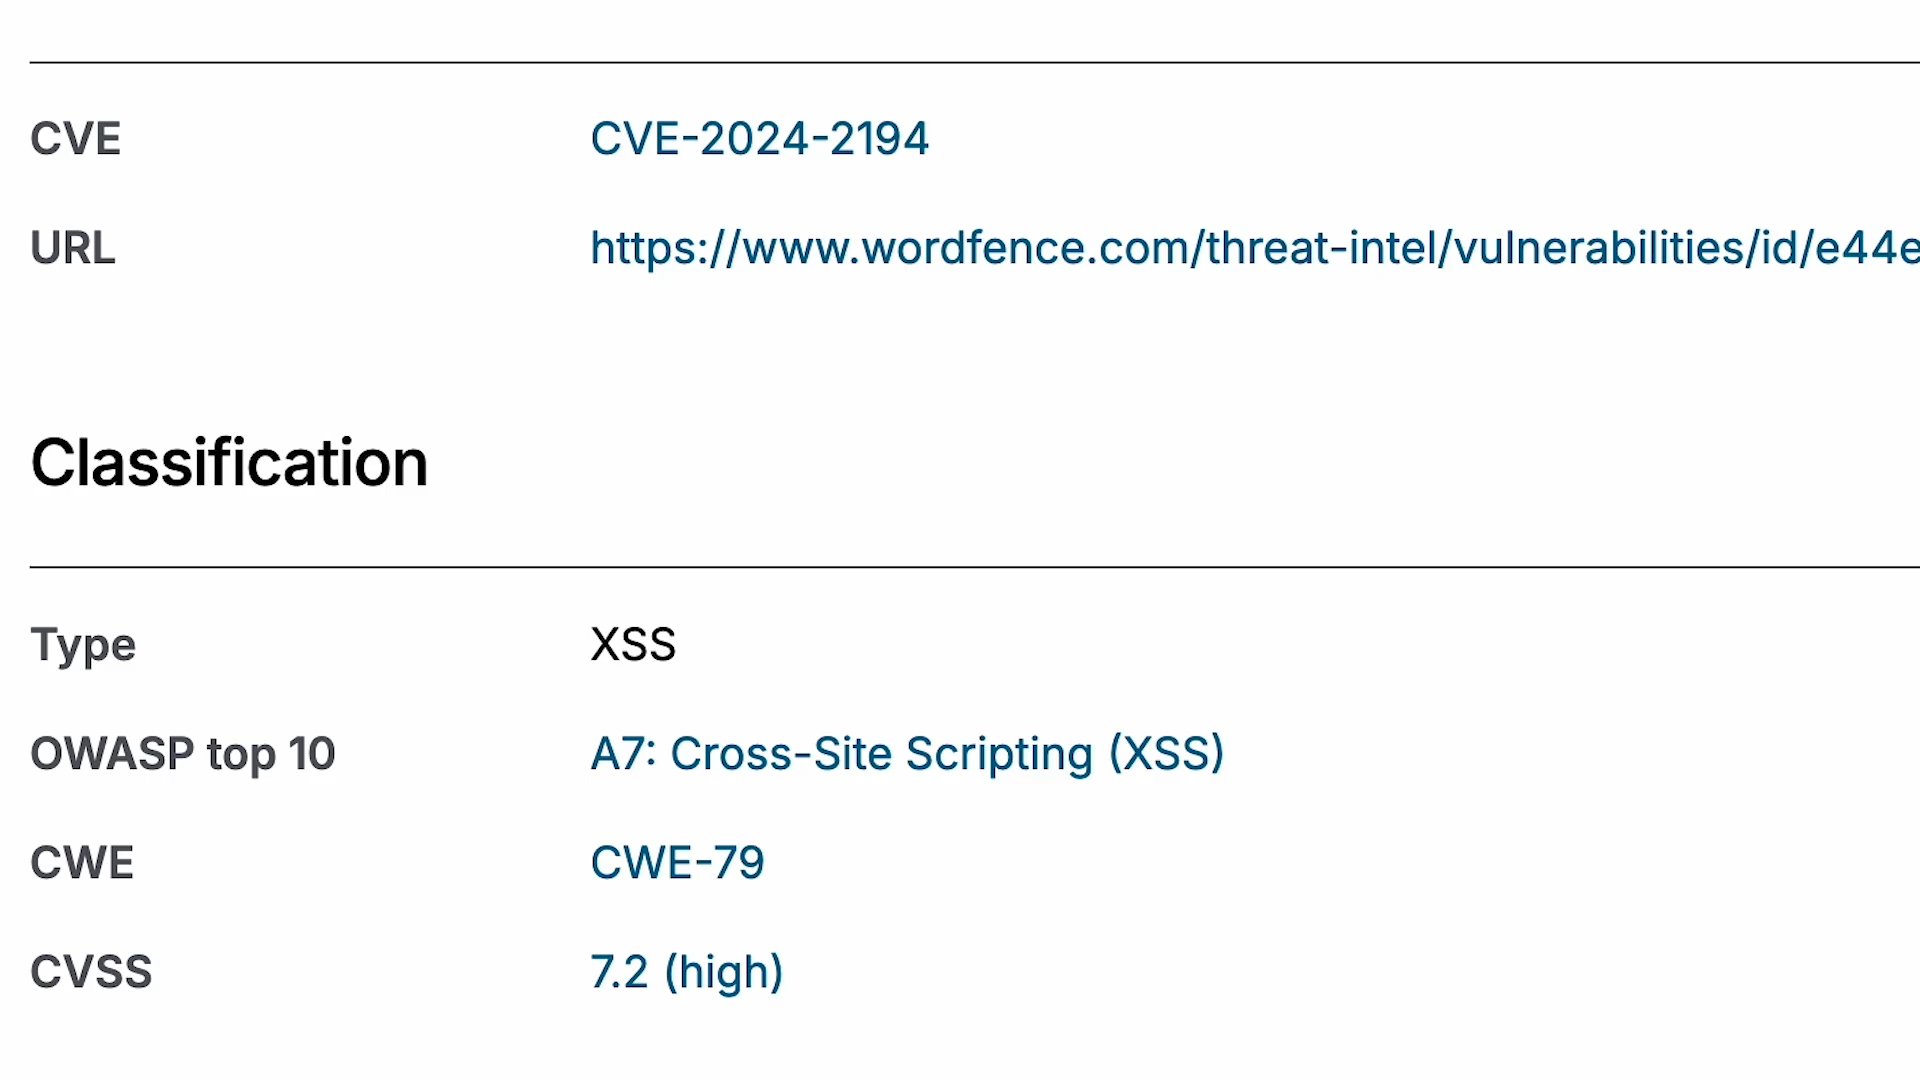 CVE CVE-2024-2194
URL https://www.wordfence.com/threat-intel/vulnerabilities/id/e44e
Classification
Type XSS
OWASP top 10 A7: Cross-Site Scripting (XSS)
CWE CWE-79
CVSS 7.2 (high)